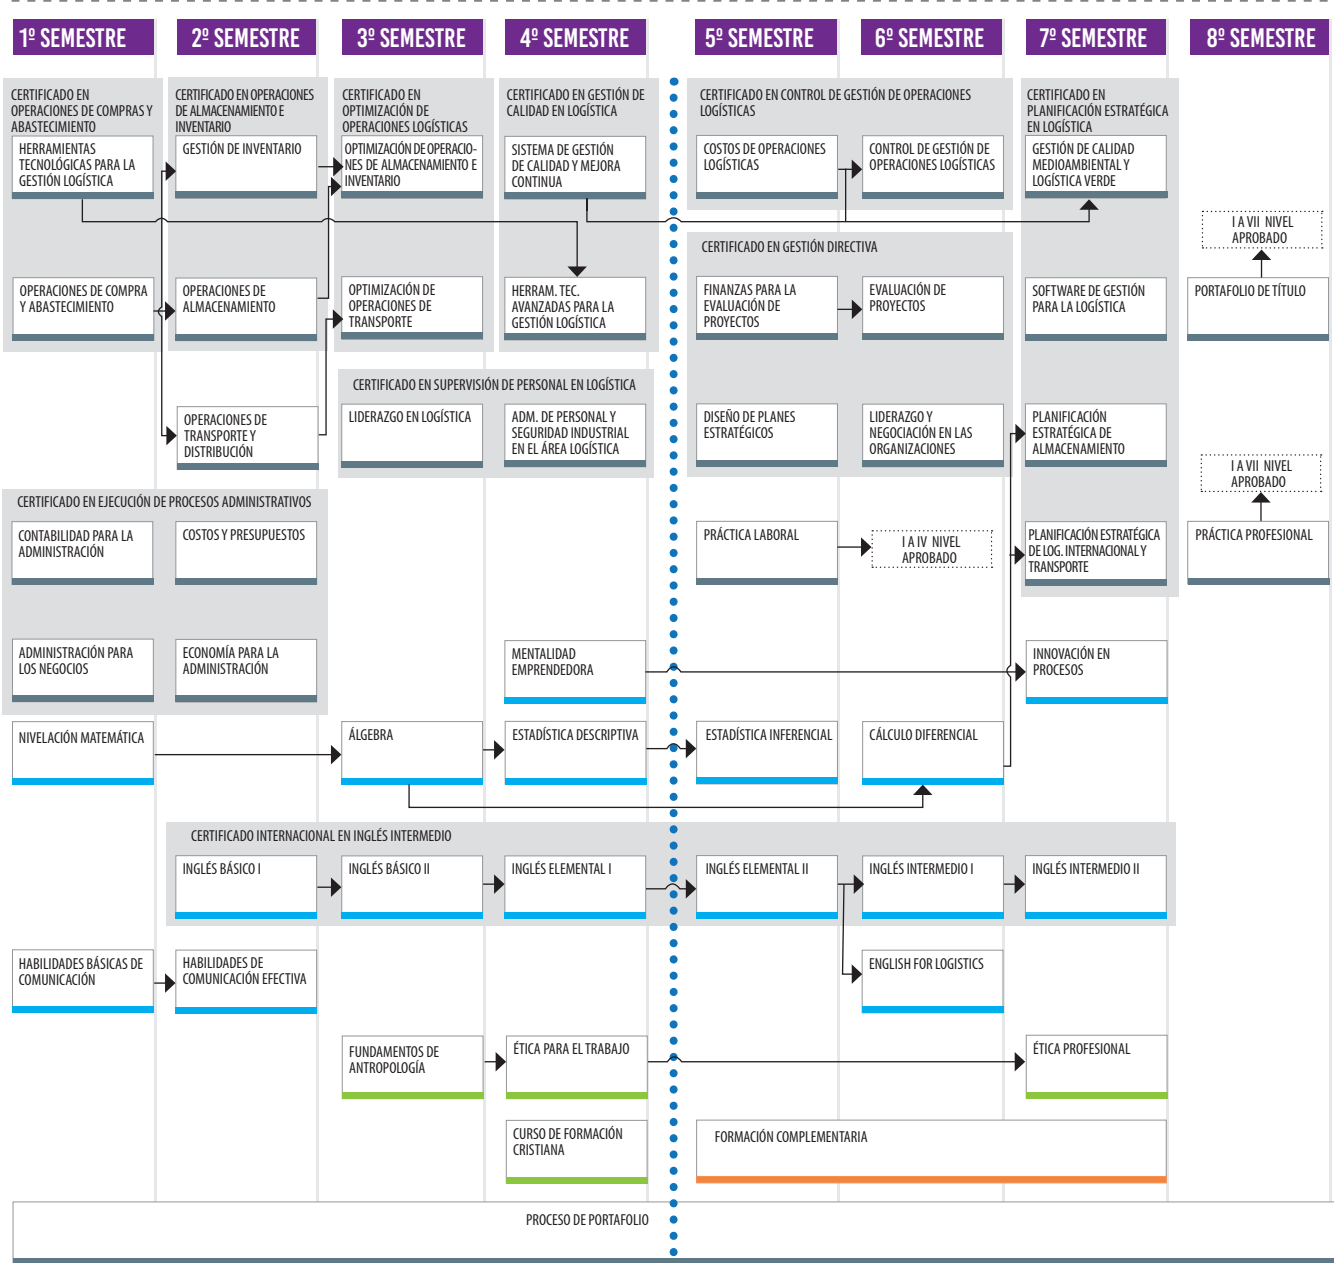 1º SEMESTRE
2º SEMESTRE
3º SEMESTRE
4º SEMESTRE
5º SEMESTRE
6º SEMESTRE
7º SEMESTRE
8º SEMESTRE
CERTIFICADO EN
OPERACIONES DE COMPRAS Y
ABASTECIMIENTO
CERTIFICADO EN OPERACIONES
DE ALMACENAMIENTO E
INVENTARIO
CERTIFICADO EN
OPTIMIZACIÓN DE
OPERACIONES LOGÍSTICAS
CERTIFICADO EN GESTIÓN DE
CALIDAD EN LOGÍSTICA
CERTIFICADO EN CONTROL DE GESTIÓN DE OPERACIONES
LOGÍSTICAS
CERTIFICADO EN
PLANIFICACIÓN ESTRATÉGICA
EN LOGÍSTICA
HERRAMIENTAS
TECNOLÓGICAS PARA LA
GESTIÓN LOGÍSTICA
GESTIÓN DE INVENTARIO
OPTIMIZACIÓN DE OPERACIO-
NES DE ALMACENAMIENTO E
INVENTARIO
SISTEMA DE GESTIÓN
DE CALIDAD Y MEJORA
CONTINUA
COSTOS DE OPERACIONES
LOGÍSTICAS
CONTROL DE GESTIÓN DE
OPERACIONES LOGÍSTICAS
GESTIÓN DE CALIDAD
MEDIOAMBIENTAL Y
LOGÍSTICA VERDE
I A VII NIVEL
APROBADO
CERTIFICADO EN GESTIÓN DIRECTIVA
OPERACIONES DE COMPRA
Y ABASTECIMIENTO
OPERACIONES DE
ALMACENAMIENTO
OPTIMIZACIÓN DE
OPERACIONES DE
TRANSPORTE
HERRAM. TEC.
AVANZADAS PARA LA
GESTIÓN LOGÍSTICA
FINANZAS PARA LA
EVALUACIÓN DE
PROYECTOS
EVALUACIÓN DE
PROYECTOS
SOFTWARE DE GESTIÓN
PARA LA LOGÍSTICA
PORTAFOLIO DE TÍTULO
CERTIFICADO EN SUPERVISIÓN DE PERSONAL EN LOGÍSTICA
OPERACIONES DE
TRANSPORTE Y
DISTRIBUCIÓN
LIDERAZGO EN LOGÍSTICA
ADM. DE PERSONAL Y
SEGURIDAD INDUSTRIAL
EN EL ÁREA LOGÍSTICA
DISEÑO DE PLANES
ESTRATÉGICOS
LIDERAZGO Y
NEGOCIACIÓN EN LAS
ORGANIZACIONES
PLANIFICACIÓN
ESTRATÉGICA DE
ALMACENAMIENTO
I A VII NIVEL
APROBADO
CERTIFICADO EN EJECUCIÓN DE PROCESOS ADMINISTRATIVOS
CONTABILIDAD PARA LA
ADMINISTRACIÓN
COSTOS Y PRESUPUESTOS
PRÁCTICA LABORAL
I A IV NIVEL
APROBADO
PLANIFICACIÓN ESTRATÉGICA
DE LOG. INTERNACIONAL Y
TRANSPORTE
PRÁCTICA PROFESIONAL
ADMINISTRACIÓN PARA
LOS NEGOCIOS
ECONOMÍA PARA LA
ADMINISTRACIÓN
MENTALIDAD
EMPRENDEDORA
INNOVACIÓN EN
PROCESOS
NIVELACIÓN MATEMÁTICA
ÁLGEBRA
ESTADÍSTICA DESCRIPTIVA
ESTADÍSTICA INFERENCIAL
CÁLCULO DIFERENCIAL
CERTIFICADO INTERNACIONAL EN INGLÉS INTERMEDIO
INGLÉS BÁSICO I
INGLÉS BÁSICO II
INGLÉS ELEMENTAL I
INGLÉS ELEMENTAL II
INGLÉS INTERMEDIO I
INGLÉS INTERMEDIO II
HABILIDADES BÁSICAS DE
COMUNICACIÓN
HABILIDADES DE
COMUNICACIÓN EFECTIVA
ENGLISH FOR LOGISTICS
FUNDAMENTOS DE
ANTROPOLOGÍA
ÉTICA PARA EL TRABAJO
ÉTICA PROFESIONAL
CURSO DE FORMACIÓN
CRISTIANA
FORMACIÓN COMPLEMENTARIA
PROCESO DE PORTAFOLIO